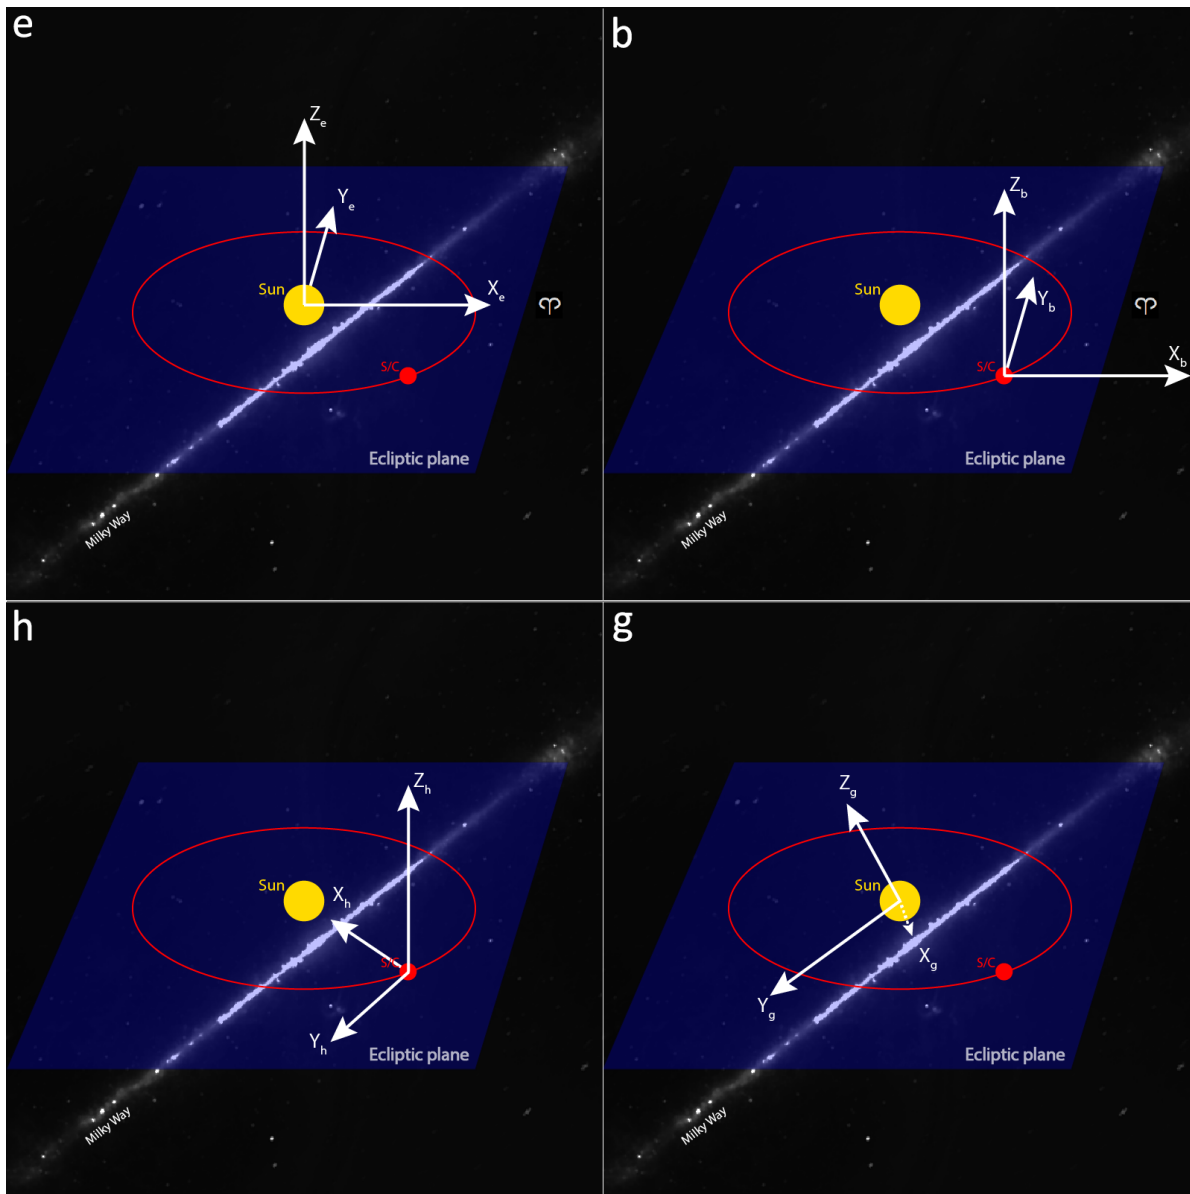 e
Z_e
Y_e
Sun
X_e
♈
S/C
Ecliptic plane
Milky Way
b
Z_b
Sun
Y_b
♈
X_b
S/C
Ecliptic plane
Milky Way
h
Z_h
Sun
X_h
S/C
Y_h
Ecliptic plane
Milky Way
g
Z_g
Sun
X_g
S/C
Y_g
Ecliptic plane
Milky Way